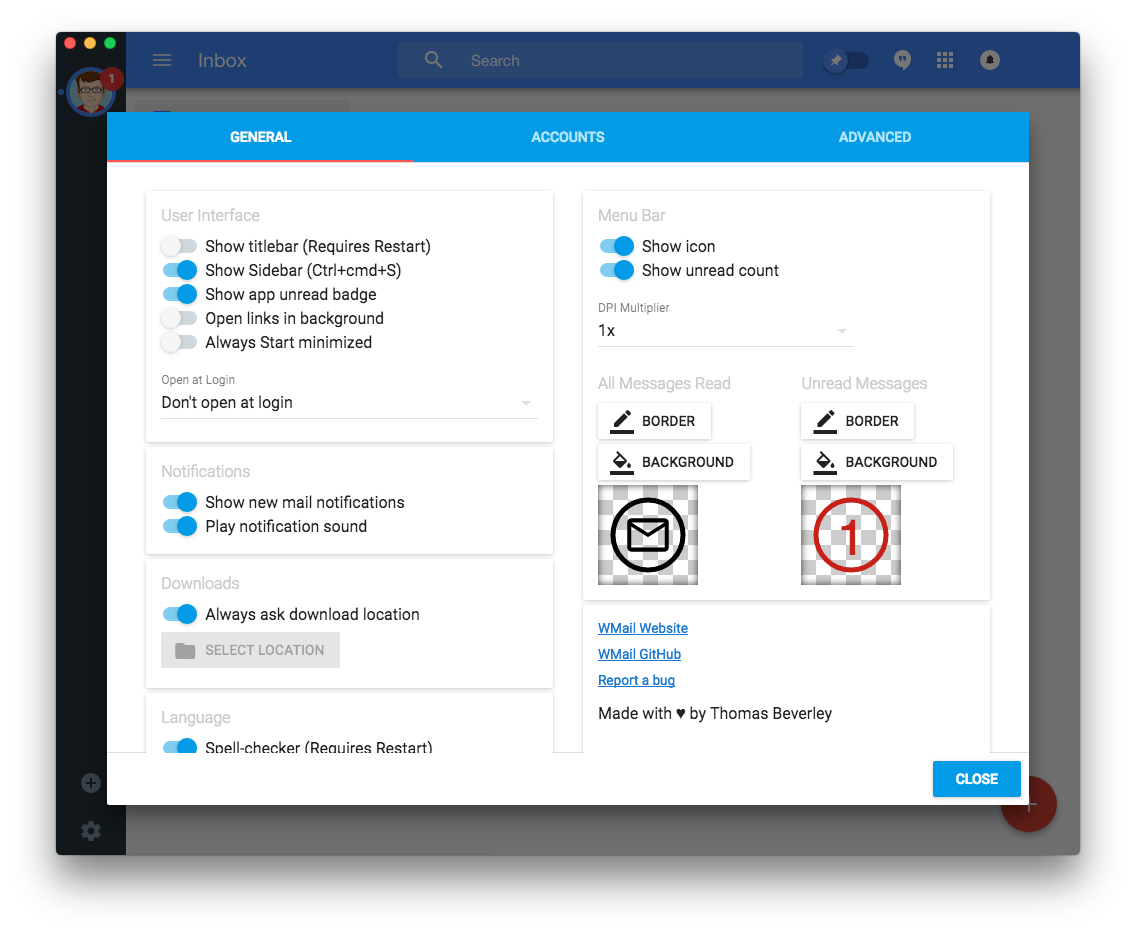 1
Inbox
Search
GENERAL
ACCOUNTS
ADVANCED
User Interface
Show titlebar (Requires Restart)
Show Sidebar (Ctrl+cmd+S)
Show app unread badge
Open links in background
Always Start minimized
Open at Login
Don't open at login
Notifications
Show new mail notifications
Play notification sound
Downloads
Always ask download location
SELECT LOCATION
Language
Spell-checker (Requires Restart)
Menu Bar
Show icon
Show unread count
DPI Multiplier
1x
All Messages Read
BORDER
BACKGROUND
Unread Messages
BORDER
BACKGROUND
1
WMail Website
WMail GitHub
Report a bug
Made with ♥ by Thomas Beverley
CLOSE